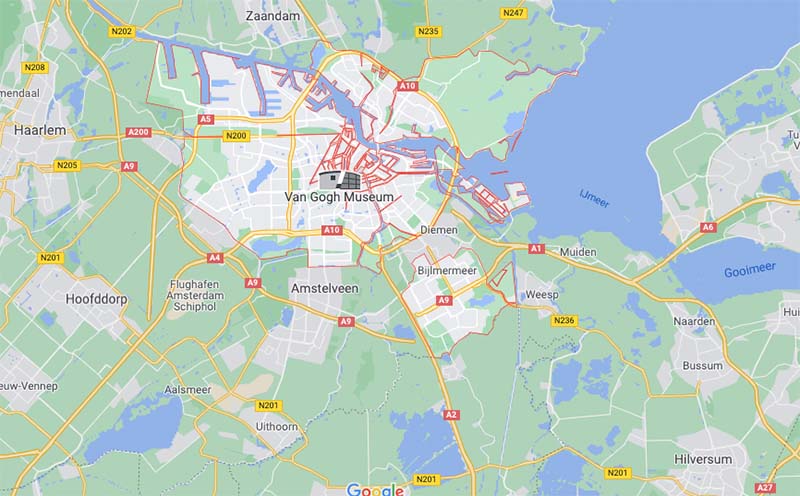 Zaandam
N247
N202
N235
N208
A10
mendaal
A5
Haarlem
A200
N200
N205
A9
Van Gogh Museum
IJmeer
A10
Diemen
A6
A1
Muiden
N201
A4
Bijlmermeer
Goolmeer
Flughafen
Amsterdam
Schiphol
A9
Amstelveen
Hoofddorp
A9
Weesp
A9
N236
Naarden
Bussum
euw-Vennep
Aalsmeer
N201
Uithoorn
A2
Hilversum
N201
N201
Google
A27